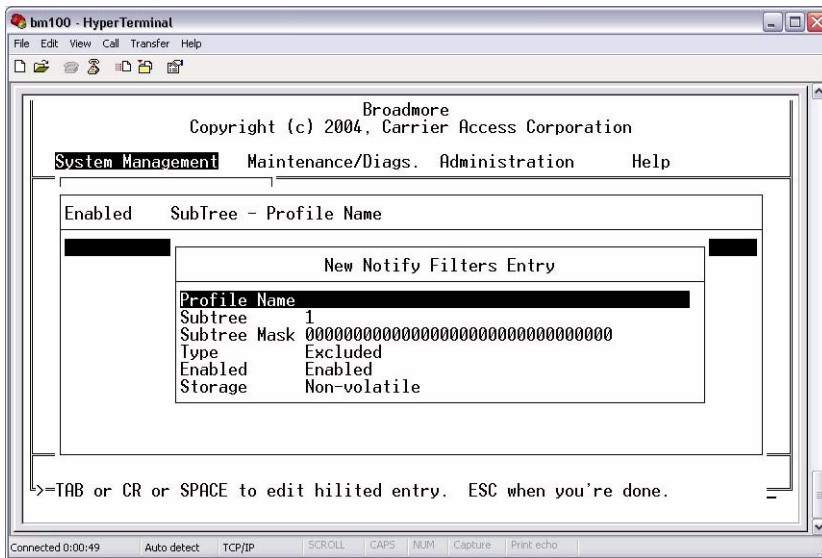 bm100 - HyperTerminal
File Edit View Call Transfer Help
Broadmore
Copyright (c) 2004, Carrier Access Corporation
System Management Maintenance/Diags. Administration Help
Enabled SubTree - Profile Name
New Notify Filters Entry
Profile Name
Subtree 1
Subtree Mask 00000000000000000000000000000000
Type Excluded
Enabled Enabled
Storage Non-volatile
>=TAB or CR or SPACE to edit hilited entry. ESC when you're done.
Connected 0:00:49 Auto detect TCP/IP SCROLL CAPS NUM Capture Print echo